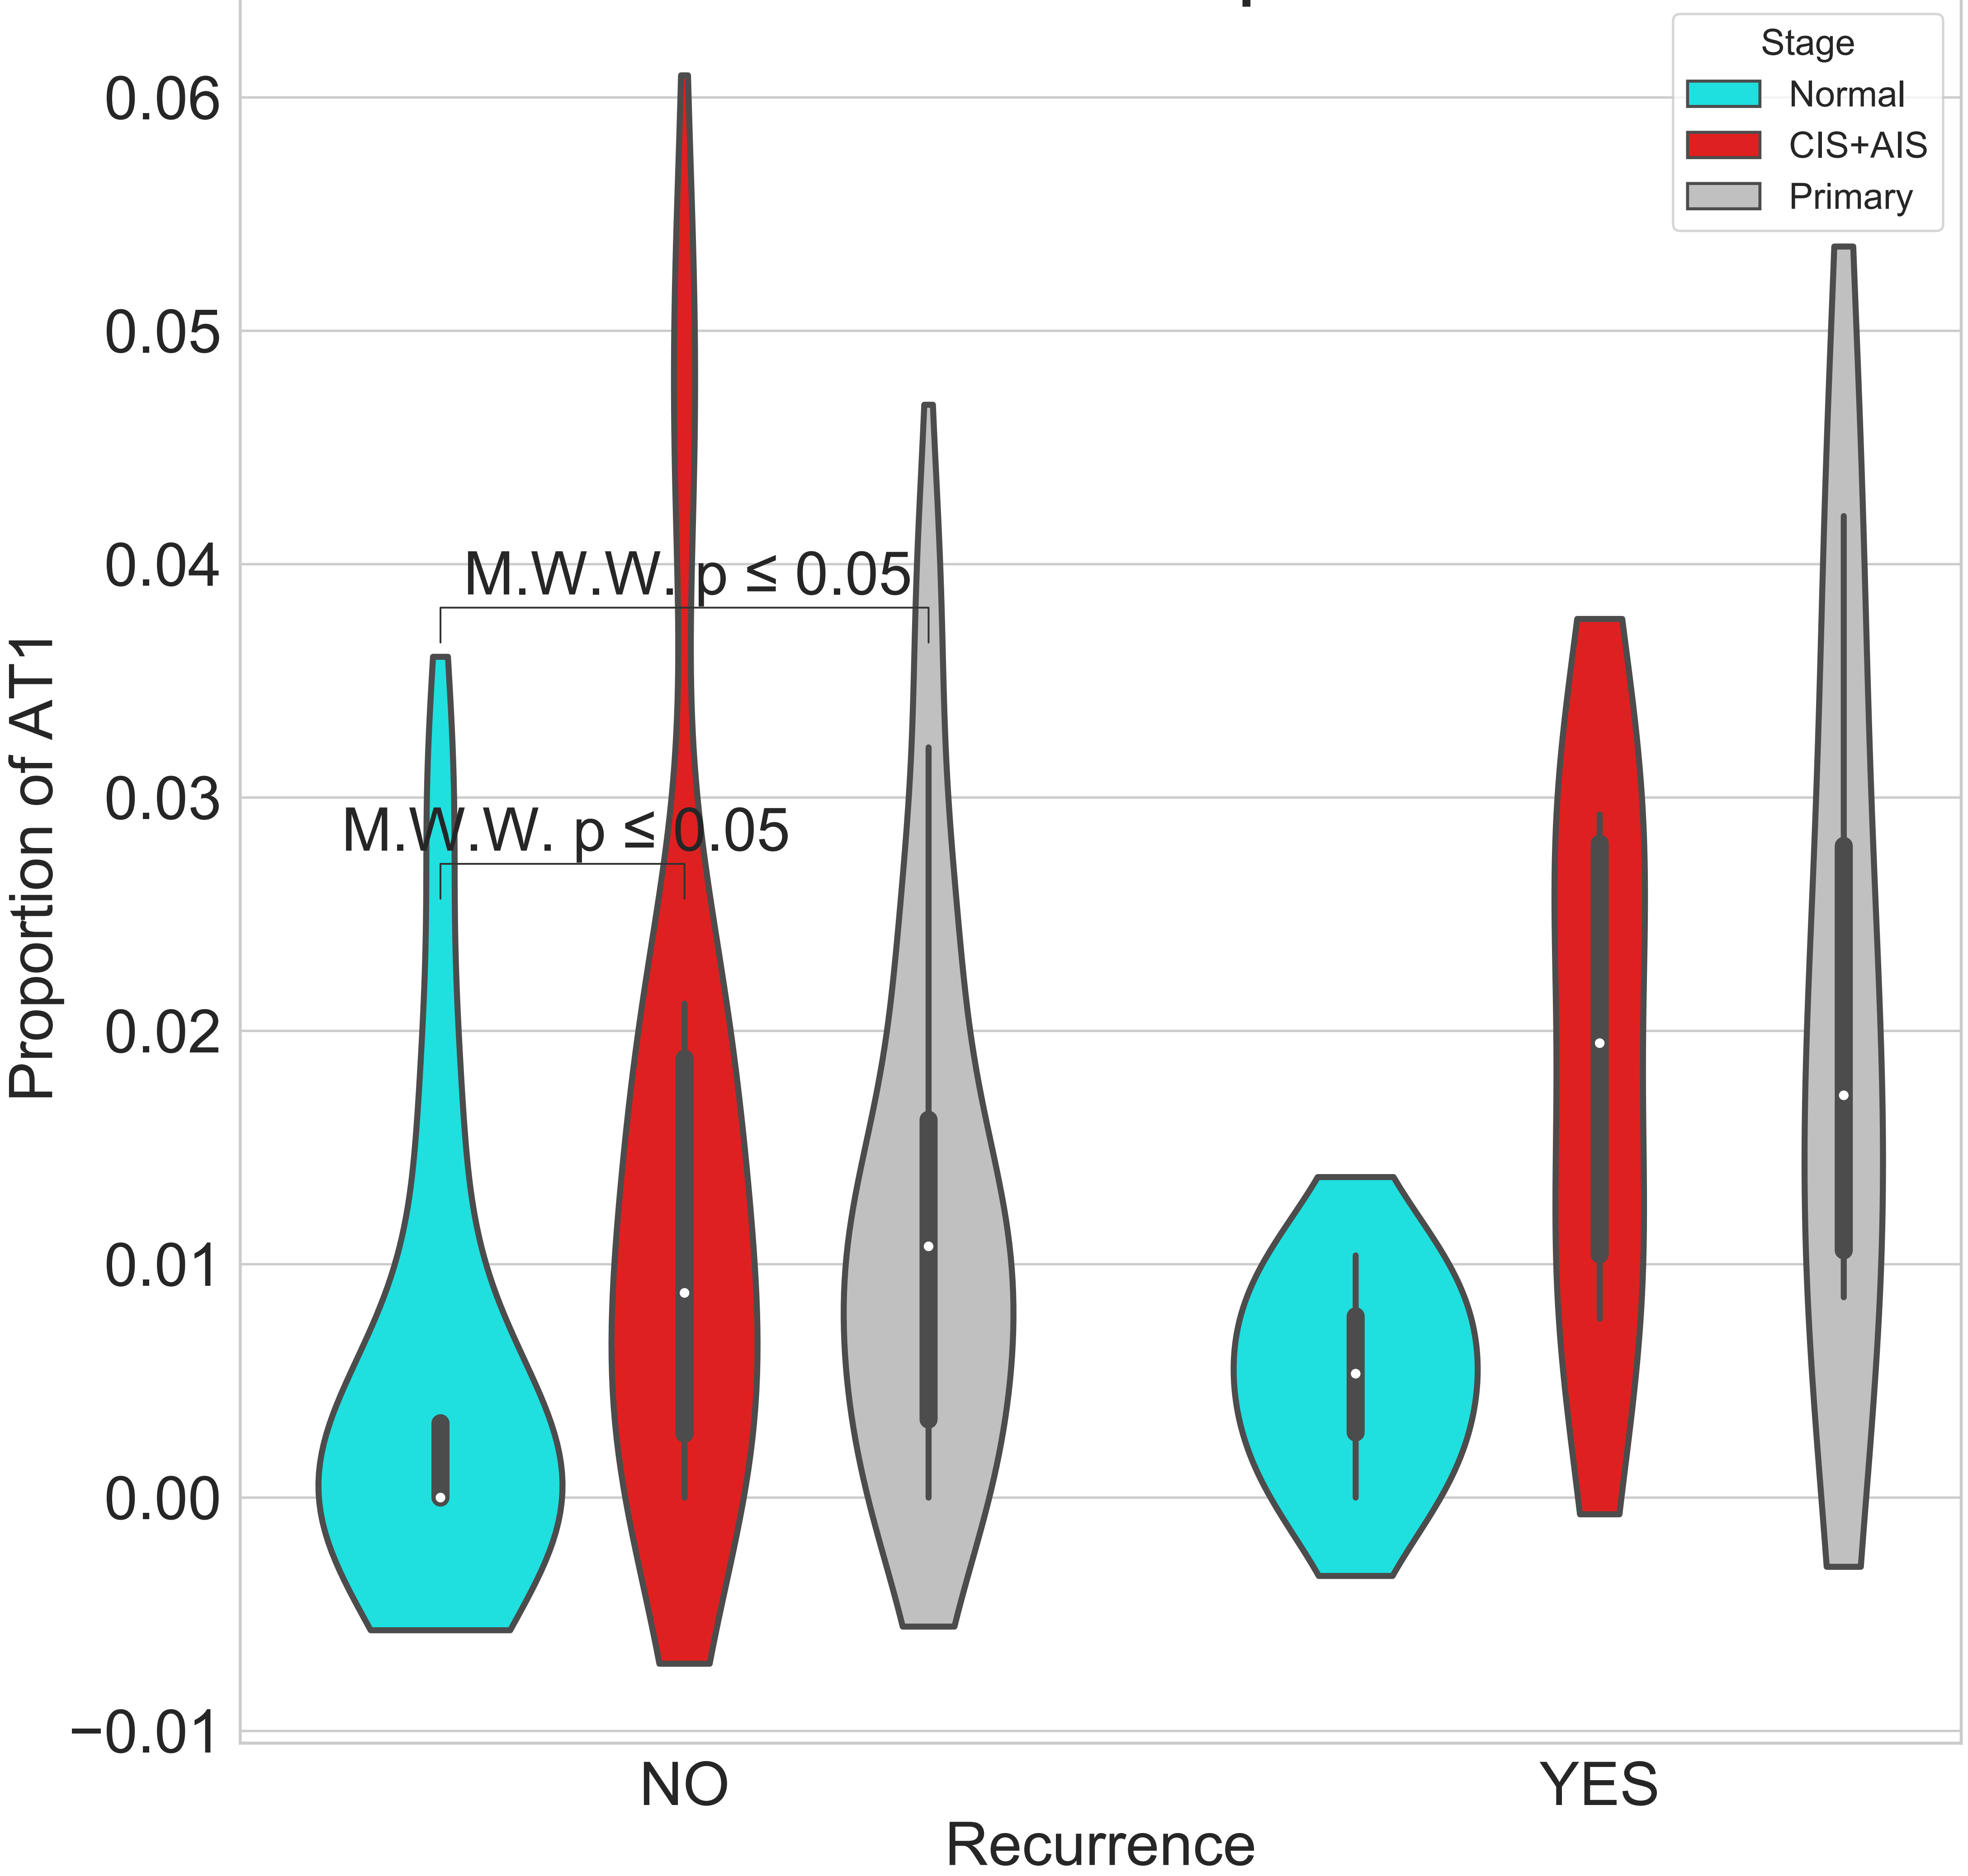 Stage
Normal
CIS+AIS
Primary
0.06
0.05
0.04
0.03
0.02
0.01
0.00
−0.01
Proportion of AT1
M.W.W. p ≤ 0.05
M.W.W. p ≤ 0.05
NO
YES
Recurrence